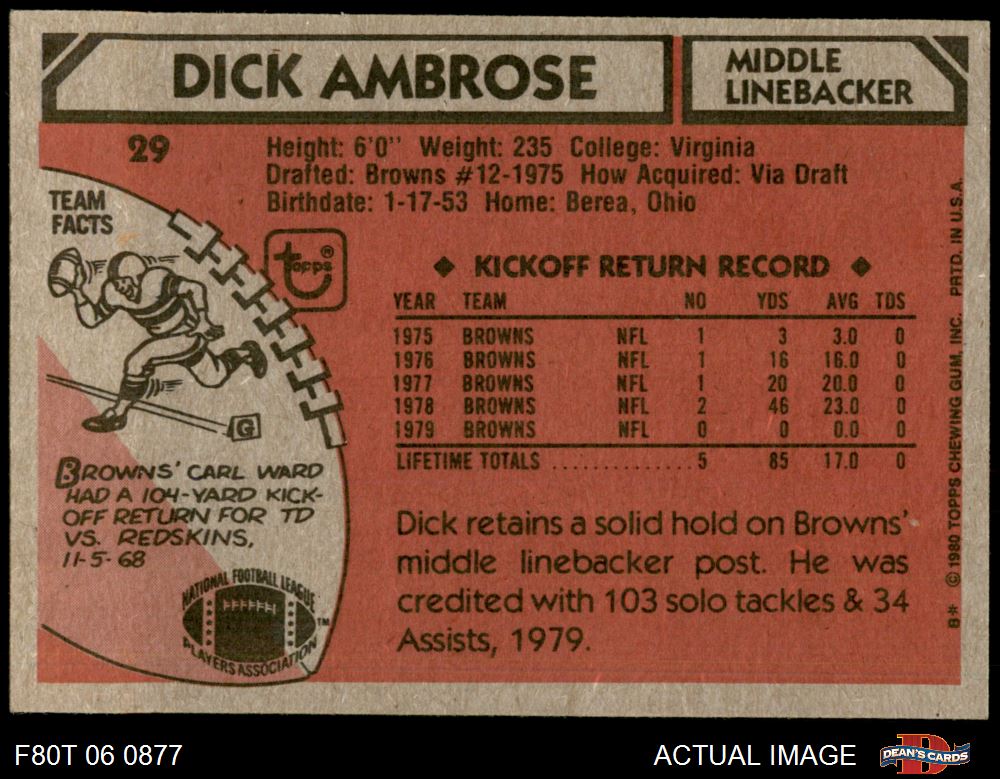 DICK AMBROSE
MIDDLE
LINEBACKER
29
Height: 6'0" Weight: 235 College: Virginia
Drafted: Browns #12-1975 How Acquired: Via Draft
Birthdate: 1-17-53 Home: Berea, Ohio
TEAM
FACTS
topps®
◆ KICKOFF RETURN RECORD ◆
YEAR TEAM NO YDS AVG TDS
1975 BROWNS NFL 1 3 3.0 0
1976 BROWNS NFL 1 16 16.0 0
1977 BROWNS NFL 1 20 20.0 0
1978 BROWNS NFL 2 46 23.0 0
1979 BROWNS NFL 0 0 0.0 0
LIFETIME TOTALS .................... 5 85 17.0 0
G
BROWNS' CARL WARD
HAD A 104-YARD KICK-
OFF RETURN FOR TD
VS. REDSKINS,
11-5-68
NATIONAL FOOTBALL LEAGUE
PLAYERS ASSOCIATION™
Dick retains a solid hold on Browns'
middle linebacker post. He was
credited with 103 solo tackles & 34
Assists, 1979.
B* © 1980 TOPPS CHEWING GUM, INC. PRTD. IN U.S.A.
F80T 06 0877
ACTUAL IMAGE
DEAN'S CARDS